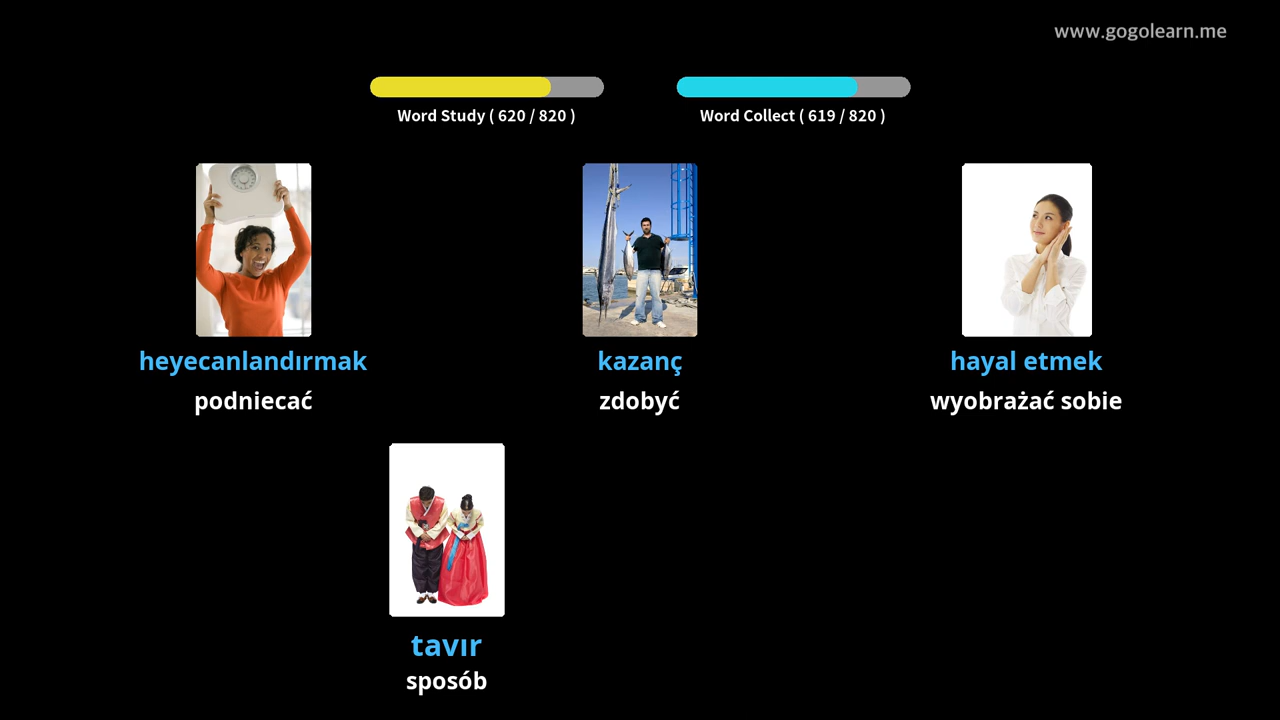 www.gogolearn.me
Word Study ( 620 / 820 )
Word Collect ( 619 / 820 )
heyecanlandırmak
podniecać
kazanç
zdobyć
hayal etmek
wyobrażać sobie
tavır
sposób